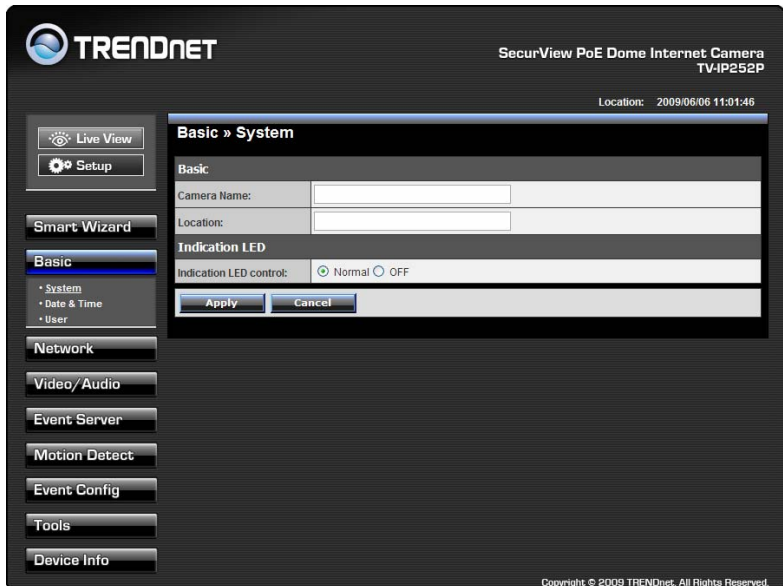 TRENDnet
SecurView PoE Dome Internet Camera
TV-IP252P
Location: 2009/06/06 11:01:46
Live View
Setup
Smart Wizard
Basic
• System
• Date & Time
• User
Network
Video/Audio
Event Server
Motion Detect
Event Config
Tools
Device Info
Basic » System
Basic
Camera Name:
Location:
Indication LED
Indication LED control: Normal OFF
Apply Cancel
Copyright © 2009 TRENDnet. All Rights Reserved.